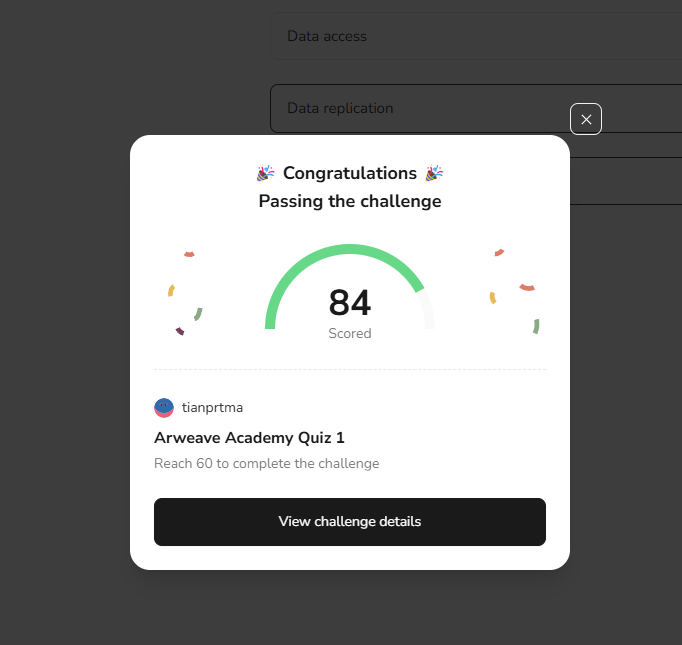 Data access
Data replication
Congratulations
Passing the challenge
84
Scored
tianprtma
Arweave Academy Quiz 1
Reach 60 to complete the challenge
View challenge details